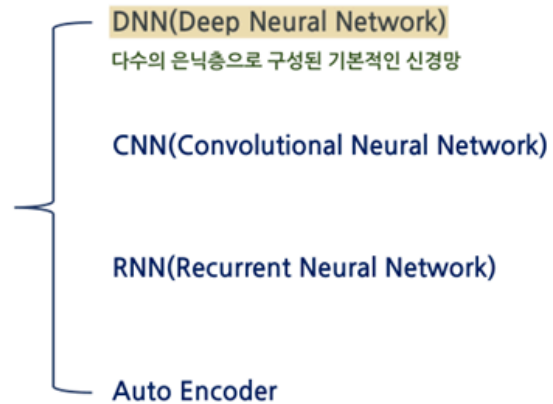 DNN(Deep Neural Network)
다수의 은닉층으로 구성된 기본적인 신경망
CNN(Convolutional Neural Network)
RNN(Recurrent Neural Network)
Auto Encoder